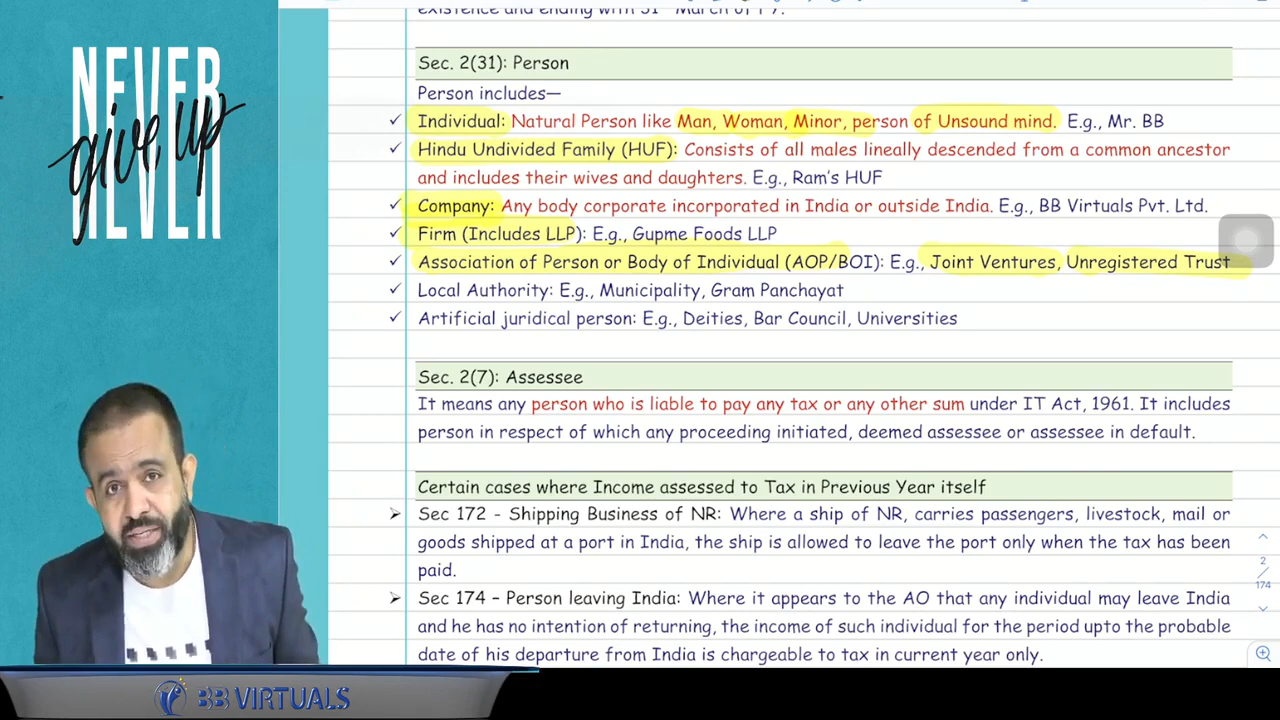 NEVER
give up
NEVER
existence and ending with 31st March of PY.
Sec. 2(31): Person
Person includes—
✓ Individual: Natural Person like Man, Woman, Minor, person of Unsound mind. E.g., Mr. BB
✓ Hindu Undivided Family (HUF): Consists of all males lineally descended from a common ancestor
and includes their wives and daughters. E.g., Ram's HUF
✓ Company: Any body corporate incorporated in India or outside India. E.g., BB Virtuals Pvt. Ltd.
✓ Firm (Includes LLP): E.g., Gupme Foods LLP
✓ Association of Person or Body of Individual (AOP/BOI): E.g., Joint Ventures, Unregistered Trust
✓ Local Authority: E.g., Municipality, Gram Panchayat
✓ Artificial juridical person: E.g., Deities, Bar Council, Universities
Sec. 2(7): Assessee
It means any person who is liable to pay any tax or any other sum under IT Act, 1961. It includes
person in respect of which any proceeding initiated, deemed assessee or assessee in default.
Certain cases where Income assessed to Tax in Previous Year itself
➢ Sec 172 - Shipping Business of NR: Where a ship of NR, carries passengers, livestock, mail or
goods shipped at a port in India, the ship is allowed to leave the port only when the tax has been
paid.
➢ Sec 174 – Person leaving India: Where it appears to the AO that any individual may leave India
and he has no intention of returning, the income of such individual for the period upto the probable
date of his departure from India is chargeable to tax in current year only.
2
/
174
BB VIRTUALS